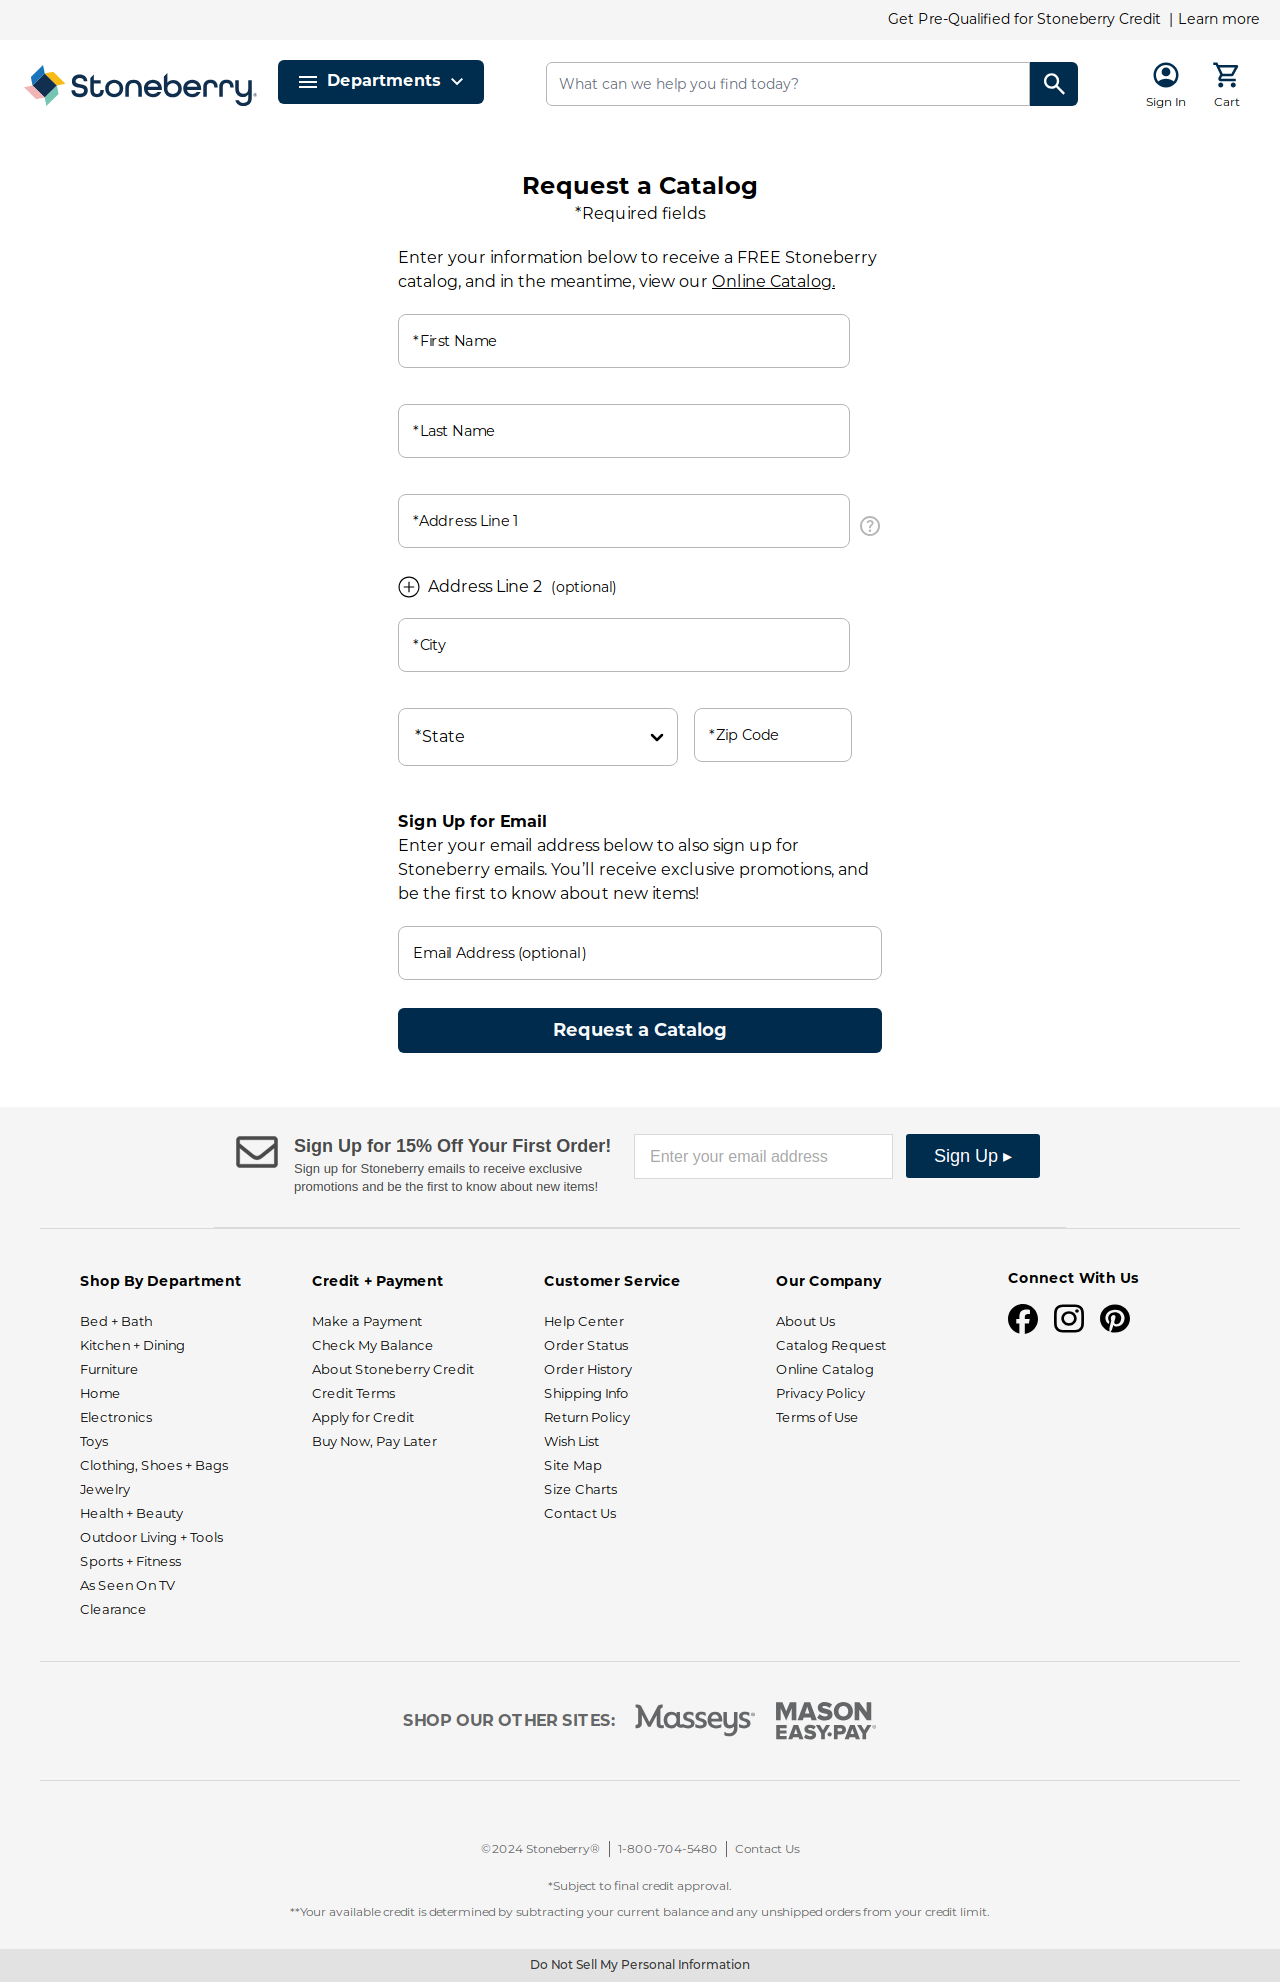 Get Pre-Qualified for Stoneberry Credit | Learn more
Stoneberry®
Departments
What can we help you find today?
Sign In
Cart
Request a Catalog
*Required fields
Enter your information below to receive a FREE Stoneberry
catalog, and in the meantime, view our Online Catalog.
*First Name
*Last Name
*Address Line 1
?
Address Line 2 (optional)
*City
*State
*Zip Code
Sign Up for Email
Enter your email address below to also sign up for
Stoneberry emails. You’ll receive exclusive promotions, and
be the first to know about new items!
Email Address (optional)
Request a Catalog
Sign Up for 15% Off Your First Order!
Sign up for Stoneberry emails to receive exclusive
promotions and be the first to know about new items!
Enter your email address
Sign Up ▸
Shop By Department
Bed + Bath
Kitchen + Dining
Furniture
Home
Electronics
Toys
Clothing, Shoes + Bags
Jewelry
Health + Beauty
Outdoor Living + Tools
Sports + Fitness
As Seen On TV
Clearance
Credit + Payment
Make a Payment
Check My Balance
About Stoneberry Credit
Credit Terms
Apply for Credit
Buy Now, Pay Later
Customer Service
Help Center
Order Status
Order History
Shipping Info
Return Policy
Wish List
Site Map
Size Charts
Contact Us
Our Company
About Us
Catalog Request
Online Catalog
Privacy Policy
Terms of Use
Connect With Us
SHOP OUR OTHER SITES:
Masseys®
MASON
EASY•PAY®
©2024 Stoneberry® | 1-800-704-5480 | Contact Us
*Subject to final credit approval.
**Your available credit is determined by subtracting your current balance and any unshipped orders from your credit limit.
Do Not Sell My Personal Information